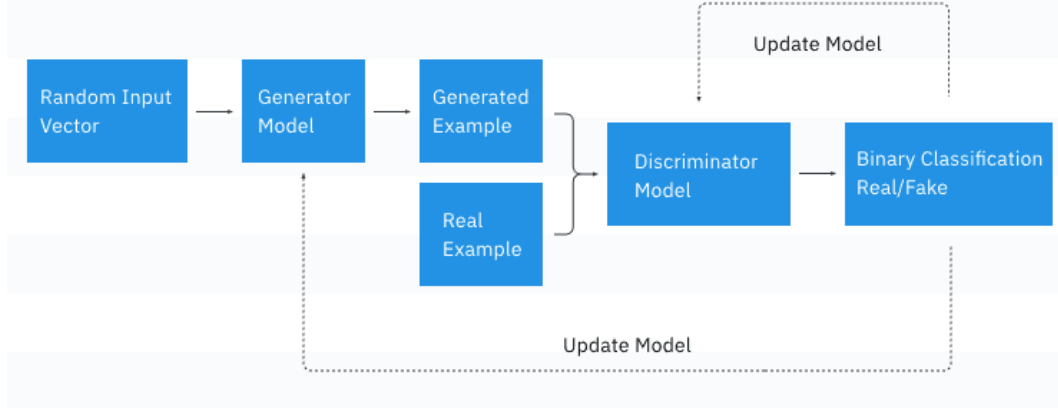 Update Model
Random Input
Vector
Generator
Model
Generated
Example
Real
Example
Discriminator
Model
Binary Classification
Real/Fake
Update Model